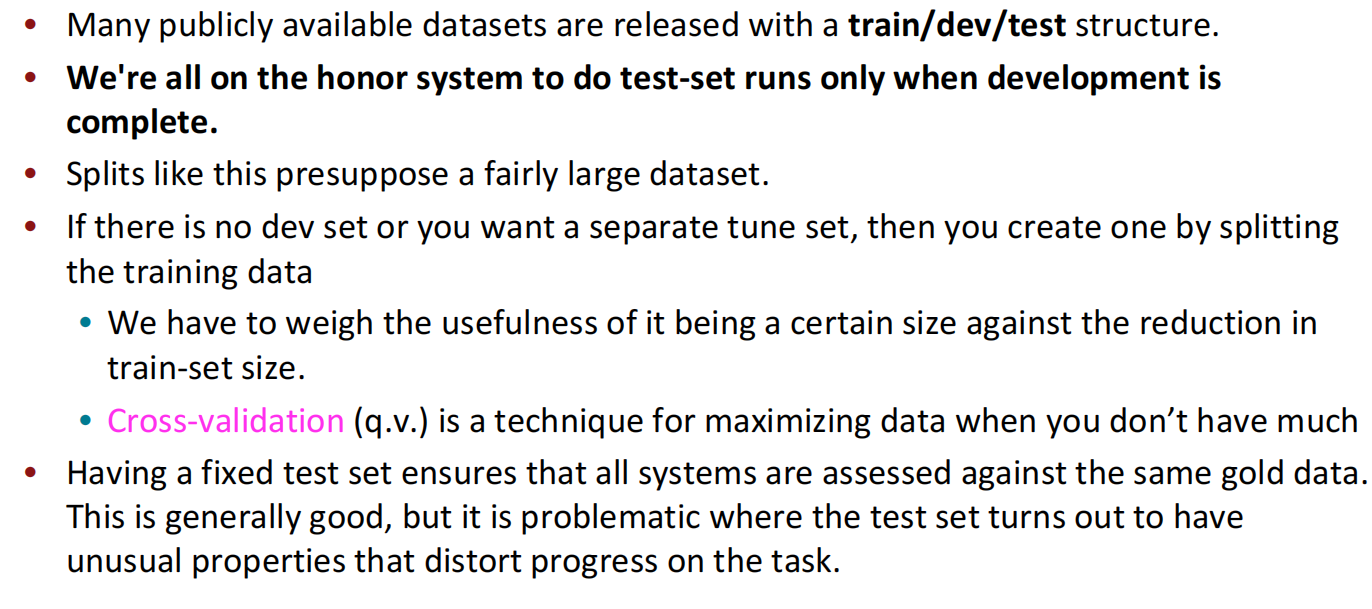 • Many publicly available datasets are released with a train/dev/test structure.
• We're all on the honor system to do test-set runs only when development is
complete.
• Splits like this presuppose a fairly large dataset.
• If there is no dev set or you want a separate tune set, then you create one by splitting
the training data
• We have to weigh the usefulness of it being a certain size against the reduction in
train-set size.
• Cross-validation (q.v.) is a technique for maximizing data when you don’t have much
• Having a fixed test set ensures that all systems are assessed against the same gold data.
This is generally good, but it is problematic where the test set turns out to have
unusual properties that distort progress on the task.